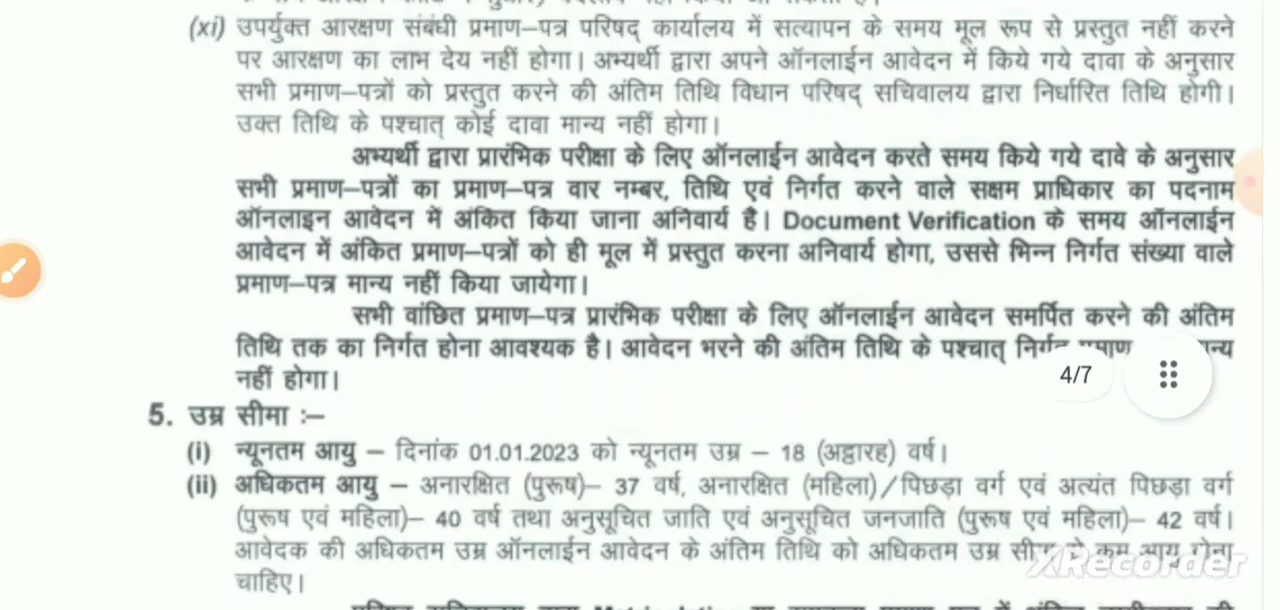 (xi) उपर्युक्त आरक्षण संबंधी प्रमाण–पत्र परिषद् कार्यालय में सत्यापन के समय मूल रूप से प्रस्तुत नहीं करने
पर आरक्षण का लाभ देय नहीं होगा। अभ्यर्थी द्वारा अपने ऑनलाईन आवेदन में किये गये दावा के अनुसार
सभी प्रमाण–पत्रों को प्रस्तुत करने की अंतिम तिथि विधान परिषद् सचिवालय द्वारा निर्धारित तिथि होगी।
उक्त तिथि के पश्चात् कोई दावा मान्य नहीं होगा।
अभ्यर्थी द्वारा प्रारंभिक परीक्षा के लिए ऑनलाईन आवेदन करते समय किये गये दावे के अनुसार
सभी प्रमाण–पत्रों का प्रमाण–पत्र वार नम्बर, तिथि एवं निर्गत करने वाले सक्षम प्राधिकार का पदनाम
ऑनलाइन आवेदन में अंकित किया जाना अनिवार्य है। Document Verification के समय ऑनलाईन
आवेदन में अंकित प्रमाण–पत्रों को ही मूल में प्रस्तुत करना अनिवार्य होगा, उससे भिन्न निर्गत संख्या वाले
प्रमाण–पत्र मान्य नहीं किया जायेगा।
सभी वांछित प्रमाण–पत्र प्रारंभिक परीक्षा के लिए ऑनलाईन आवेदन समर्पित करने की अंतिम
तिथि तक का निर्गत होना आवश्यक है। आवेदन भरने की अंतिम तिथि के पश्चात्
नहीं होगा।
4/7
5. उम्र सीमा :–
(i) न्यूनतम आयु – दिनांक 01.01.2023 को न्यूनतम उम्र – 18 (अट्ठारह) वर्ष।
(ii) अधिकतम आयु – अनारक्षित (पुरूष)– 37 वर्ष, अनारक्षित (महिला)/पिछड़ा वर्ग एवं अत्यंत पिछड़ा वर्ग
(पुरूष एवं महिला)– 40 वर्ष तथा अनुसूचित जाति एवं अनुसूचित जनजाति (पुरूष एवं महिला)– 42 वर्ष।
आवेदक की अधिकतम उम्र ऑनलाईन आवेदन के अंतिम तिथि को अधिकतम उम्र कम आयु होना
चाहिए।
XRecorder